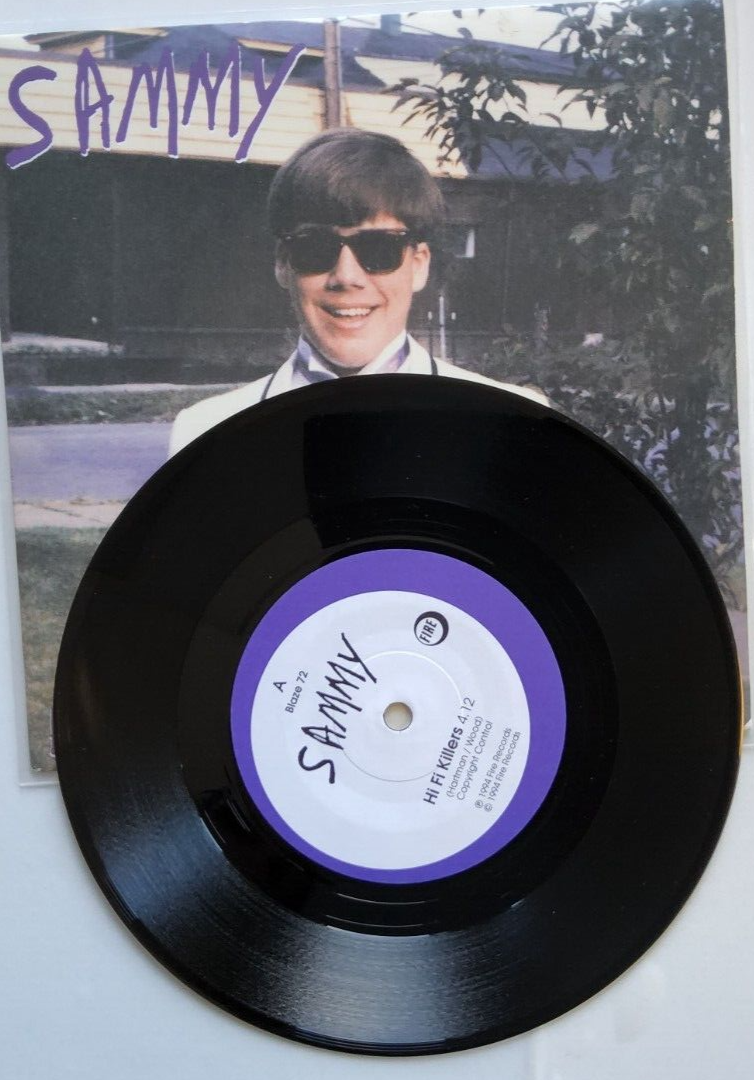 SAMMY
FIRE
A
Blaze 72
SAMMY
Hi Fi Killers 4.12
(Hartman / Wood)
Copyright Control
℗ 1994 Fire Records
© 1994 Fire Records